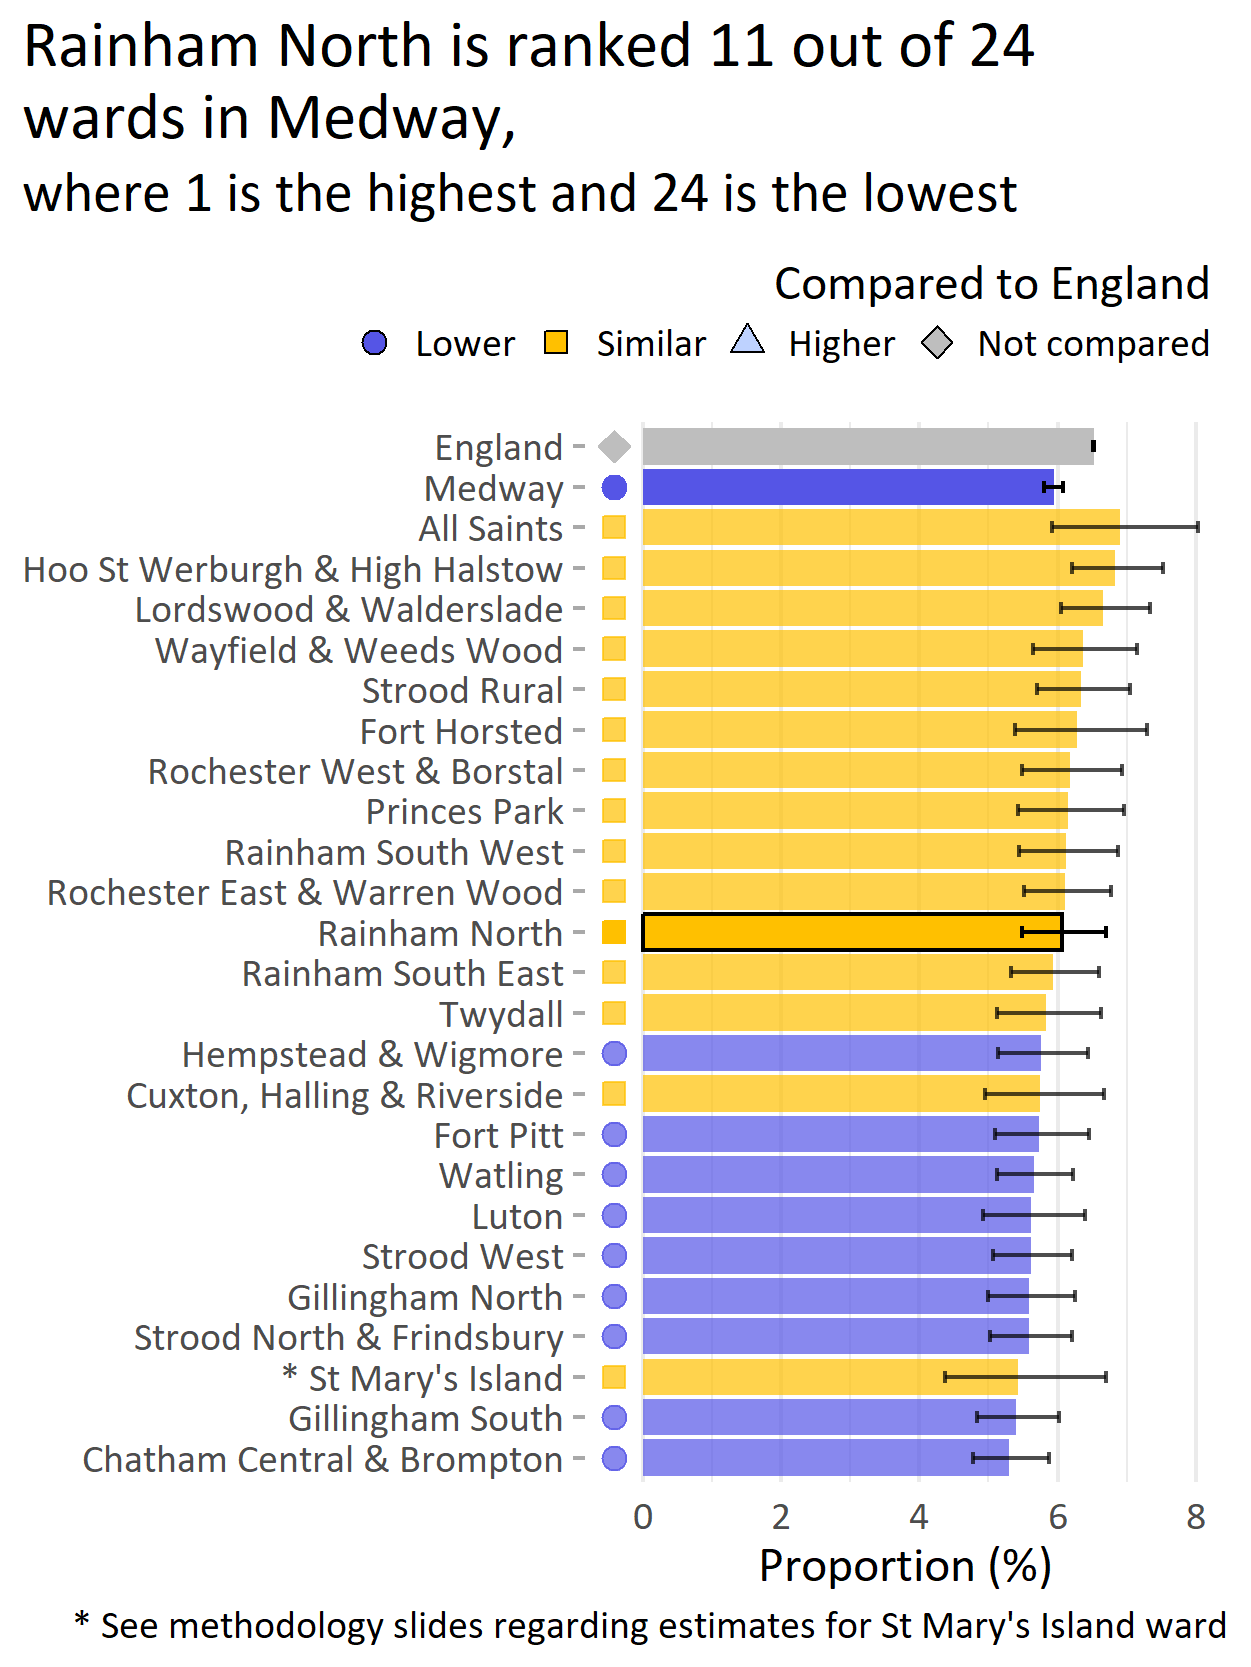 Rainham North is ranked 11 out of 24
wards in Medway,
where 1 is the highest and 24 is the lowest
Compared to England
Lower Similar Higher Not compared
England
Medway
All Saints
Hoo St Werburgh & High Halstow
Lordswood & Walderslade
Wayfield & Weeds Wood
Strood Rural
Fort Horsted
Rochester West & Borstal
Princes Park
Rainham South West
Rochester East & Warren Wood
Rainham North
Rainham South East
Twydall
Hempstead & Wigmore
Cuxton, Halling & Riverside
Fort Pitt
Watling
Luton
Strood West
Gillingham North
Strood North & Frindsbury
* St Mary's Island
Gillingham South
Chatham Central & Brompton
0 2 4 6 8
Proportion (%)
* See methodology slides regarding estimates for St Mary's Island ward